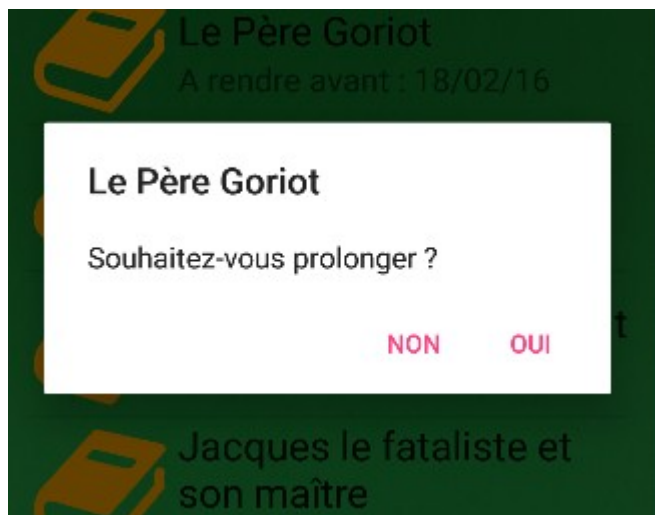 Le Père Goriot
A rendre avant : 18/02/16
Le Père Goriot
Souhaitez-vous prolonger ?
NON OUI
Jacques le fataliste et
son maître